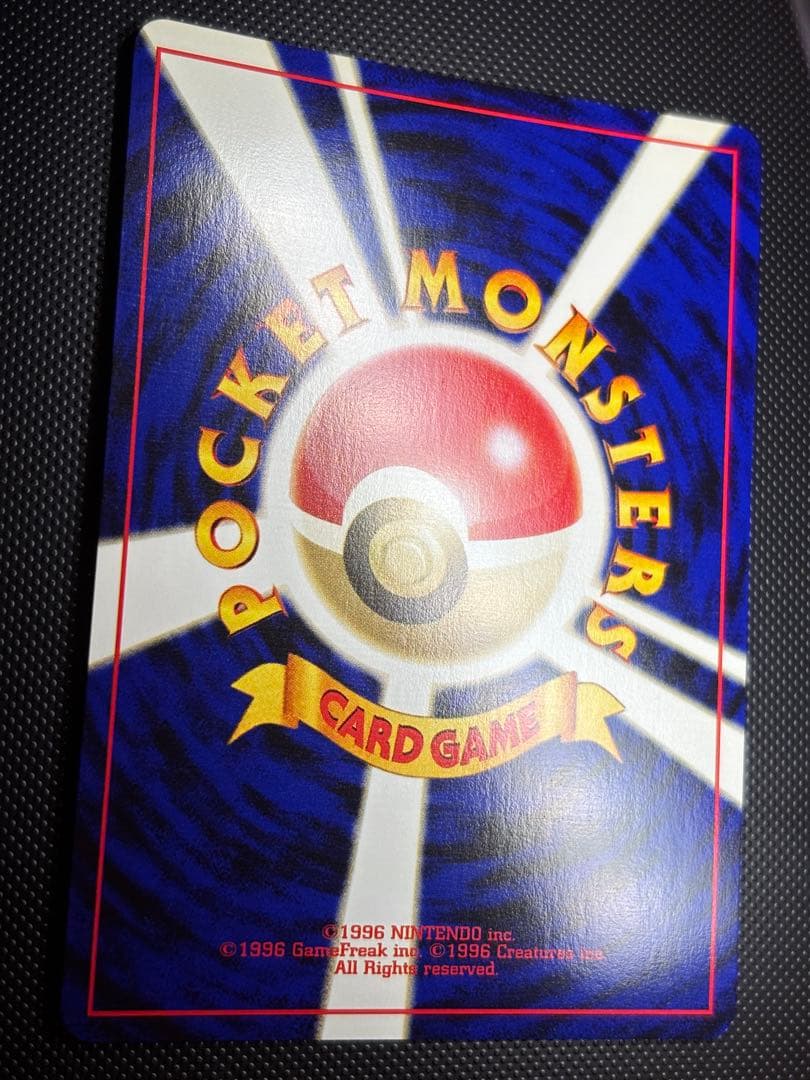 POCKET MONSTERS
CARD GAME
©1996 NINTENDO inc.
©1996 GameFreak inc. ©1996 Creatures inc.
All Rights reserved.